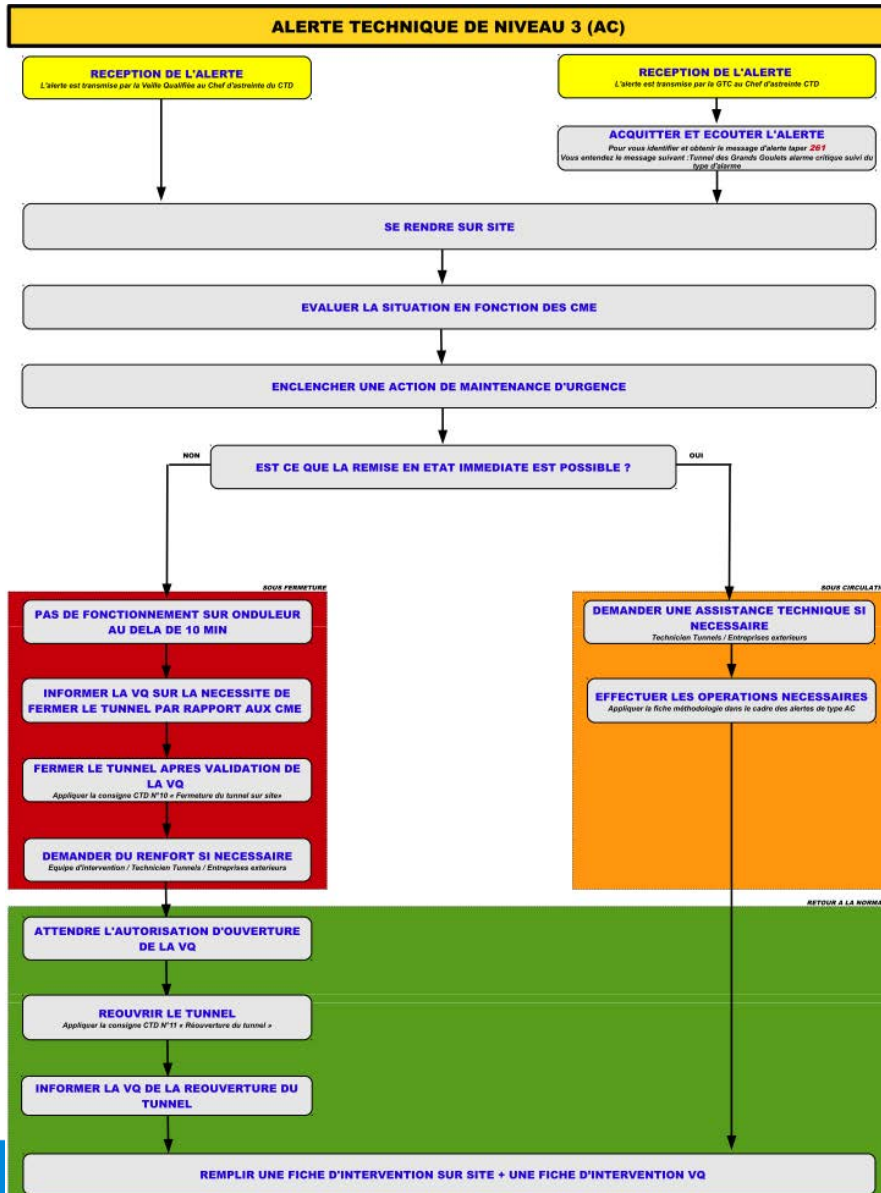 ALERTE TECHNIQUE DE NIVEAU 3 (AC)
RECEPTION DE L'ALERTE
L'alerte est transmise par la Veille Qualifiée au Chef d'astreinte du CTD
RECEPTION DE L'ALERTE
L'alerte est transmise par la GTC au Chef d'astreinte CTD
ACQUITTER ET ECOUTER L'ALERTE
Pour vous identifier et obtenir le message d'alerte taper 261
Vous entendez le message suivant :Tunnel des Grands Goulets alarme critique suivi du
type d'alarme
SE RENDRE SUR SITE
EVALUER LA SITUATION EN FONCTION DES CME
ENCLENCHER UNE ACTION DE MAINTENANCE D'URGENCE
NON
EST CE QUE LA REMISE EN ETAT IMMEDIATE EST POSSIBLE ?
OUI
SOUS FERMETURE
PAS DE FONCTIONNEMENT SUR ONDULEUR
AU DELA DE 10 MIN
INFORMER LA VQ SUR LA NECESSITE DE
FERMER LE TUNNEL PAR RAPPORT AUX CME
FERMER LE TUNNEL APRES VALIDATION DE
LA VQ
Appliquer la consigne CTD N°10 « Fermeture du tunnel sur site»
DEMANDER DU RENFORT SI NECESSAIRE
Equipe d'intervention / Technicien Tunnels / Entreprises exterieurs
SOUS CIRCULATI
DEMANDER UNE ASSISTANCE TECHNIQUE SI
NECESSAIRE
Technicien Tunnels / Entreprises exterieurs
EFFECTUER LES OPERATIONS NECESSAIRES
Appliquer la fiche méthodologie dans le cadre des alertes de type AC
RETOUR A LA NORMA
ATTENDRE L'AUTORISATION D'OUVERTURE
DE LA VQ
REOUVRIR LE TUNNEL
Appliquer la consigne CTD N°11 « Réouverture du tunnel »
INFORMER LA VQ DE LA REOUVERTURE DU
TUNNEL
REMPLIR UNE FICHE D'INTERVENTION SUR SITE + UNE FICHE D'INTERVENTION VQ